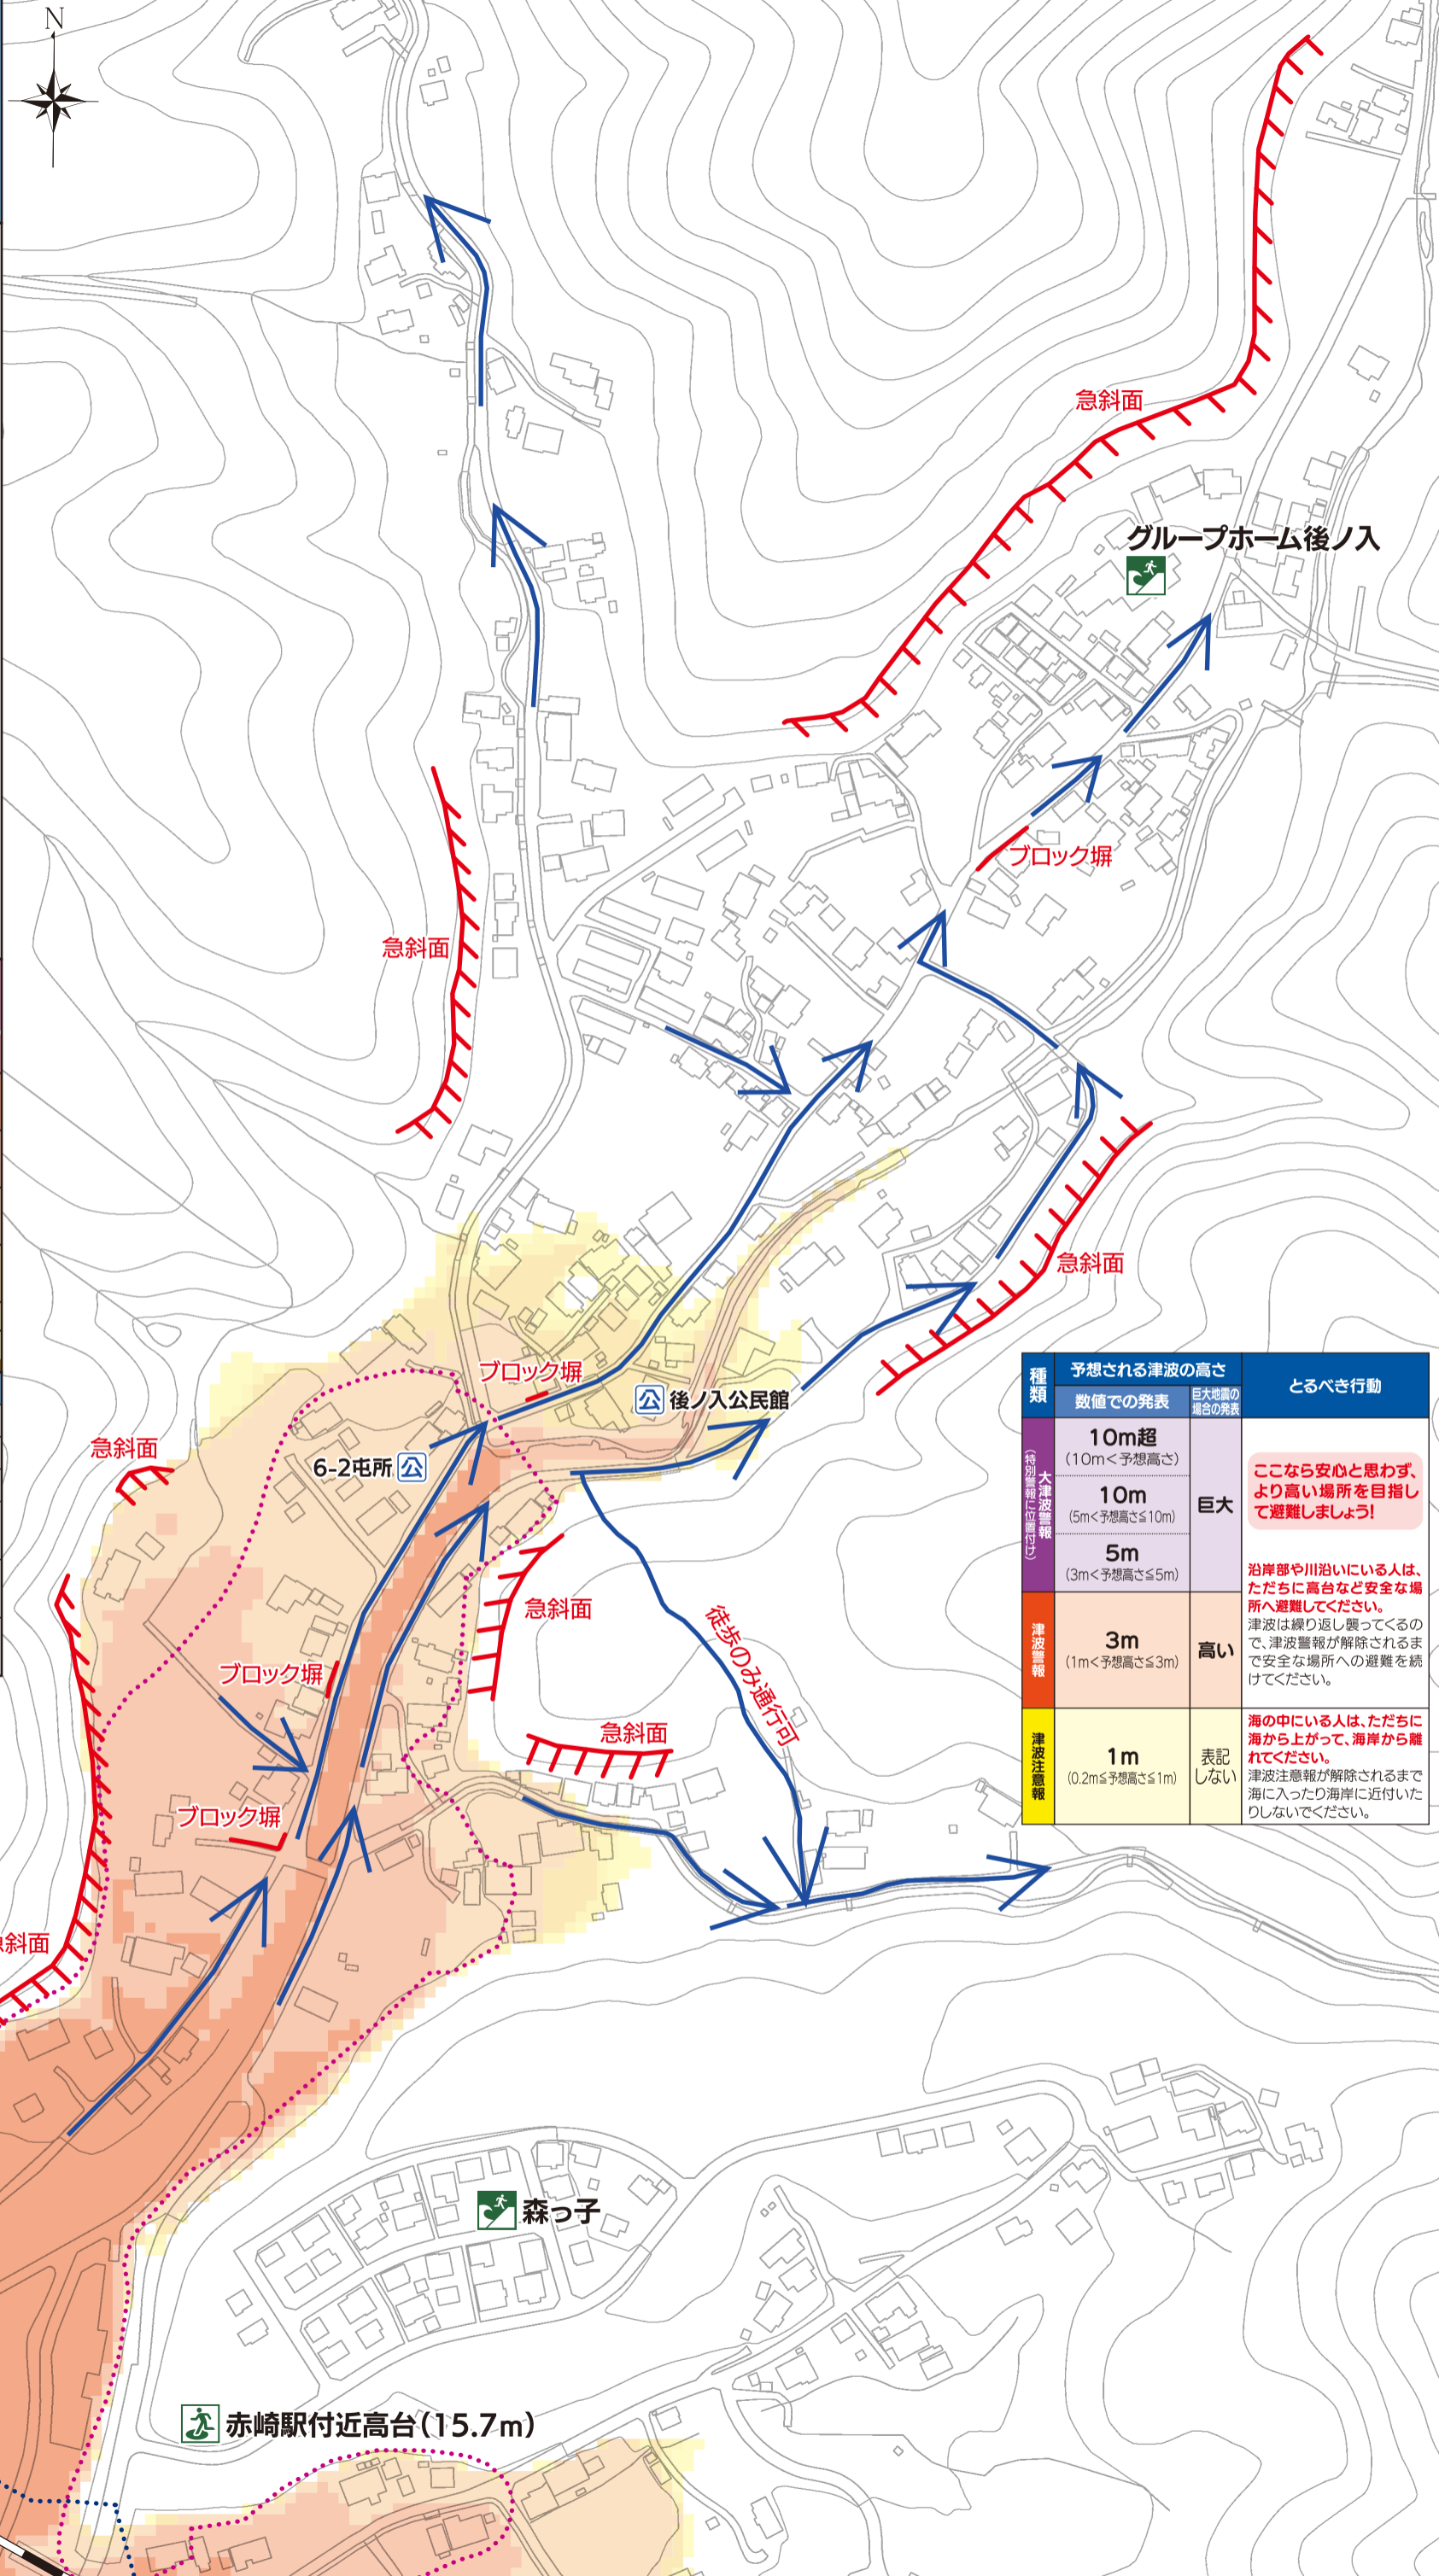 N
急斜面
グループホーム後ノ入
ブロック塀
急斜面
急斜面
ブロック塀
公 後ノ入公民館
6-2屯所 公
急斜面
急斜面
徒歩のみ通行可
ブロック塀
急斜面
ブロック塀
斜面
森っ子
赤崎駅付近高台(15.7m)
種類
予想される津波の高さ
とるべき行動
数値での発表
巨大地震の
場合の発表
大津波警報
(特別警報に位置付け)
10m超
(10m<予想高さ)
10m
(5m<予想高さ≦10m)
5m
(3m<予想高さ≦5m)
巨大
ここなら安心と思わず、
より高い場所を目指し
て避難しましょう!
沿岸部や川沿いにいる人は、
ただちに高台など安全な場
所へ避難してください。
津波は繰り返し襲ってくるの
で、津波警報が解除されるま
で安全な場所への避難を続
けてください。
津波警報
3m
(1m<予想高さ≦3m)
高い
津波注意報
1m
(0.2m≦予想高さ≦1m)
表記
しない
海の中にいる人は、ただちに
海から上がって、海岸から離
れてください。
津波注意報が解除されるまで
海に入ったり海岸に近付いた
りしないでください。